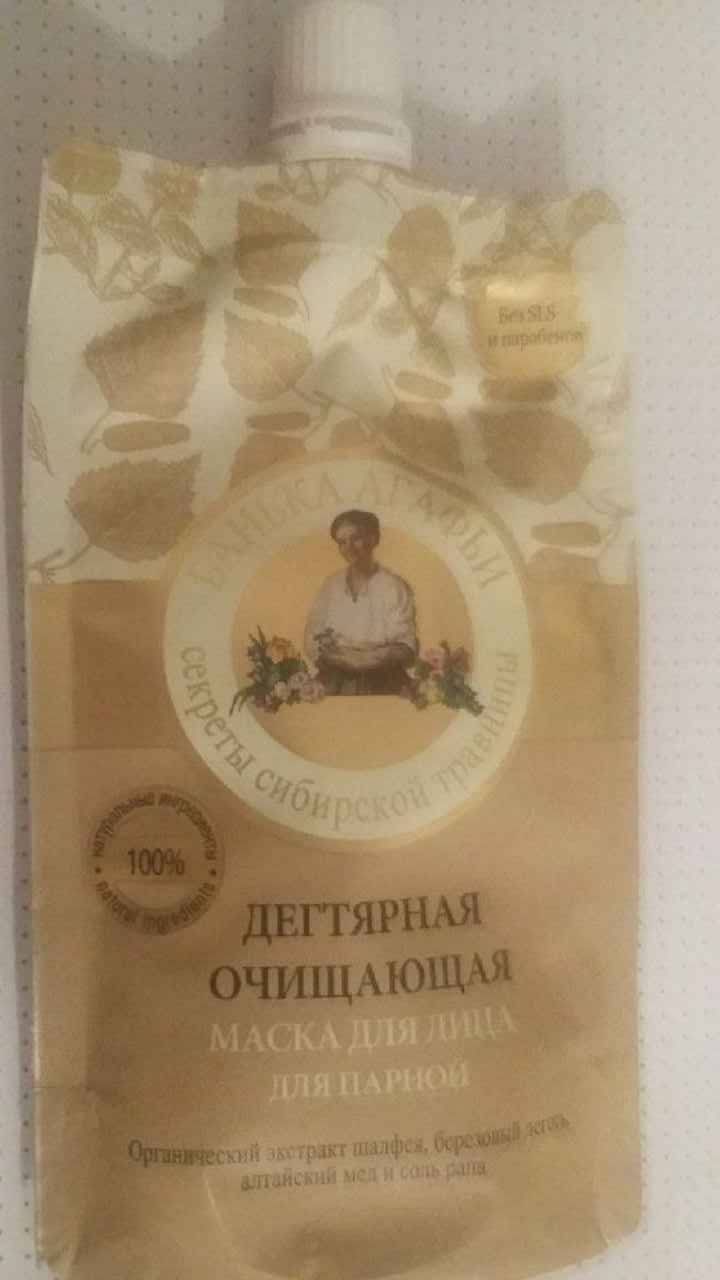 Без SLS
и парабенов
БАНЬКА АГАФЬИ
секреты сибирской травницы
натуральные ингредиенты
100%
natural ingredients
ДЕГТЯРНАЯ
ОЧИЩАЮЩАЯ
МАСКА ДЛЯ ЛИЦА
ДЛЯ ПАРНОЙ
Органический экстракт шалфея, березовый деготь,
алтайский мед и соль рапа